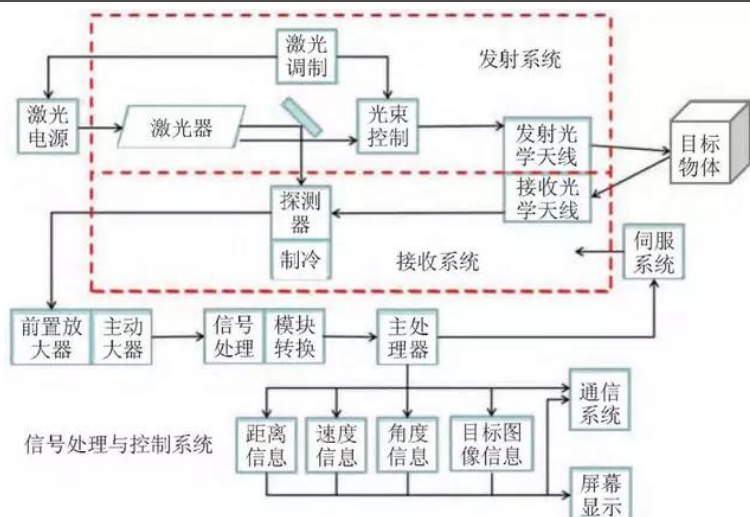 激光
调制
发射系统
激光
电源
激光器
光束
控制
发射光
学天线
目标
物体
接收光
学天线
探测
器
制冷
接收系统
伺服
系统
前置放
大器
主动
大器
信号
处理
模块
转换
主处
理器
通信
系统
信号处理与控制系统
距离
信息
速度
信息
角度
信息
目标图
像信息
屏幕
显示